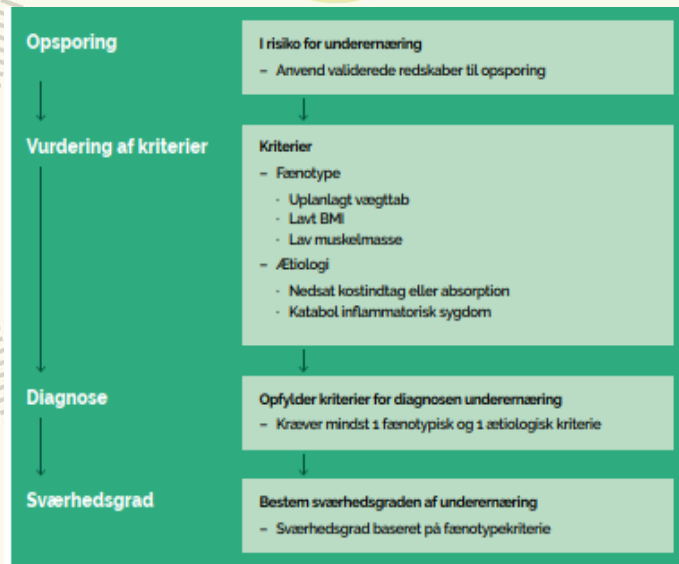 Opsporing
I risiko for underernæring
– Anvend validerede redskaber til opsporing
Vurdering af kriterier
Kriterier
– Fænotype
· Uplanlagt vægttab
· Lavt BMI
· Lav muskelmasse
– Ætiologi
· Nedsat kostindtag eller absorption
· Katabol inflammatorisk sygdom
Diagnose
Opfylder kriterier for diagnosen underernæring
– Kræver mindst 1 fænotypisk og 1 ætiologisk kriterie
Sværhedsgrad
Bestem sværhedsgraden af underernæring
– Sværhedsgrad baseret på fænotypekriterie